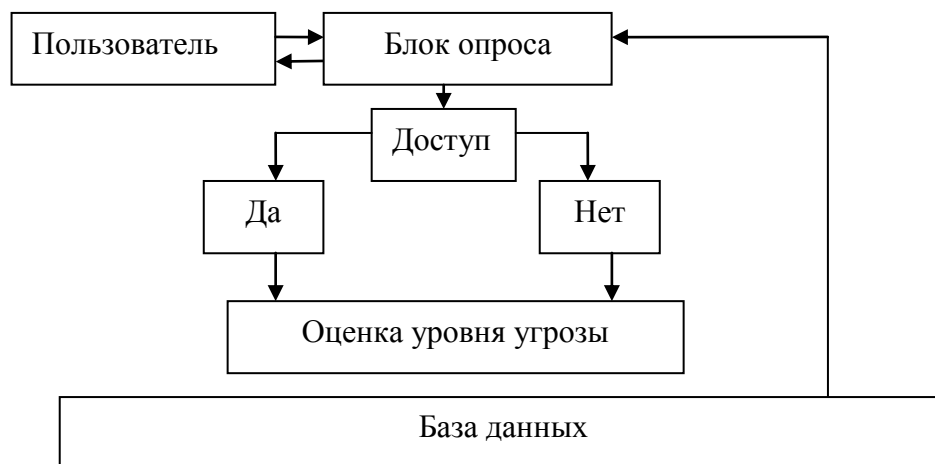 Пользователь
Блок опроса
Доступ
Да
Нет
Оценка уровня угрозы
База данных